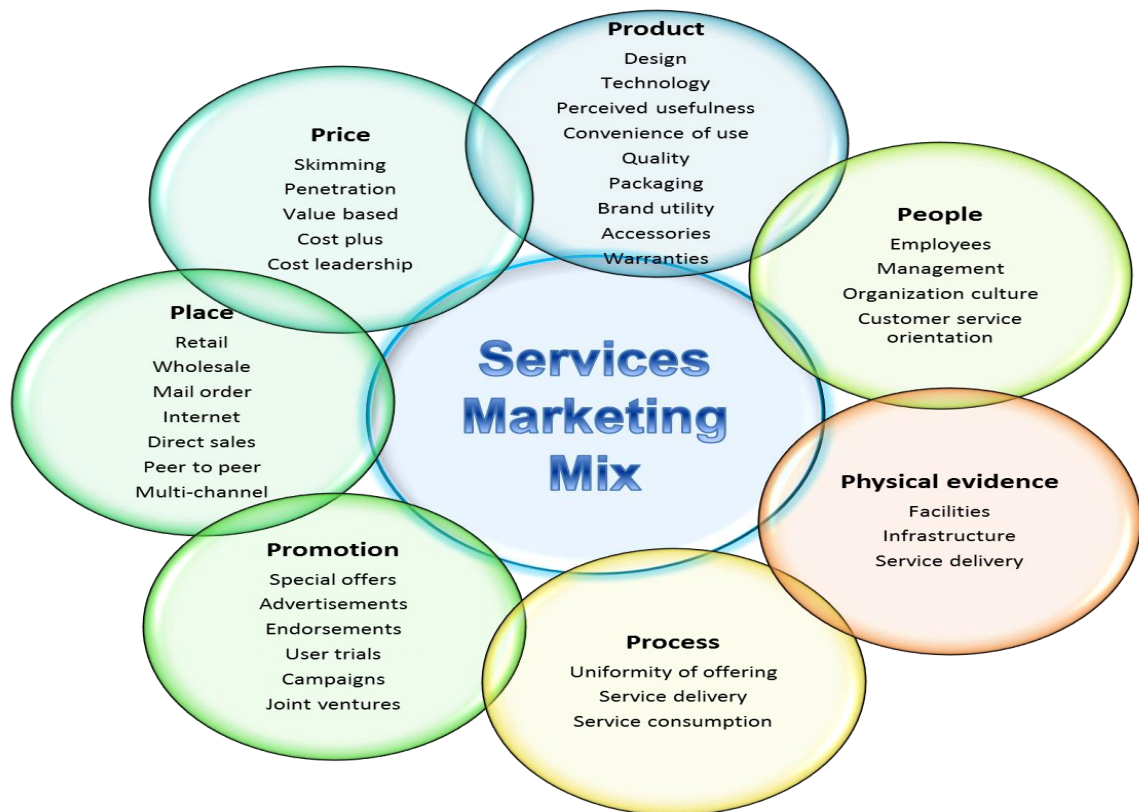 Product
Design
Technology
Perceived usefulness
Convenience of use
Quality
Packaging
Brand utility
Accessories
Warranties
Price
Skimming
Penetration
Value based
Cost plus
Cost leadership
People
Employees
Management
Organization culture
Customer service
orientation
Place
Retail
Wholesale
Mail order
Internet
Direct sales
Peer to peer
Multi-channel
Services
Marketing
Mix
Physical evidence
Facilities
Infrastructure
Service delivery
Promotion
Special offers
Advertisements
Endorsements
User trials
Campaigns
Joint ventures
Process
Uniformity of offering
Service delivery
Service consumption